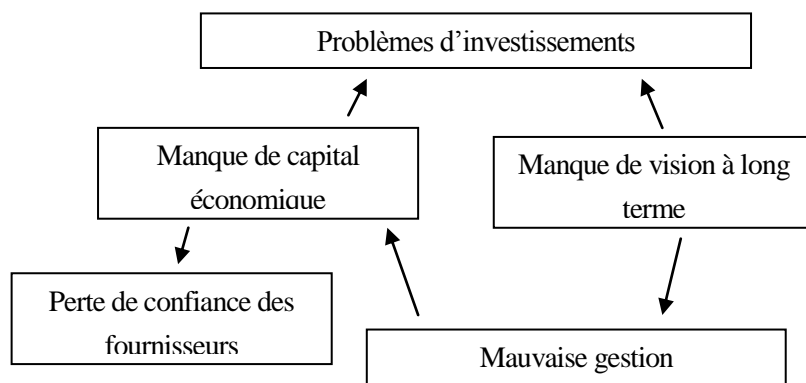 Problèmes d’investissements
Manque de capital
économique
Manque de vision à long
terme
Perte de confiance des
fournisseurs
Mauvaise gestion